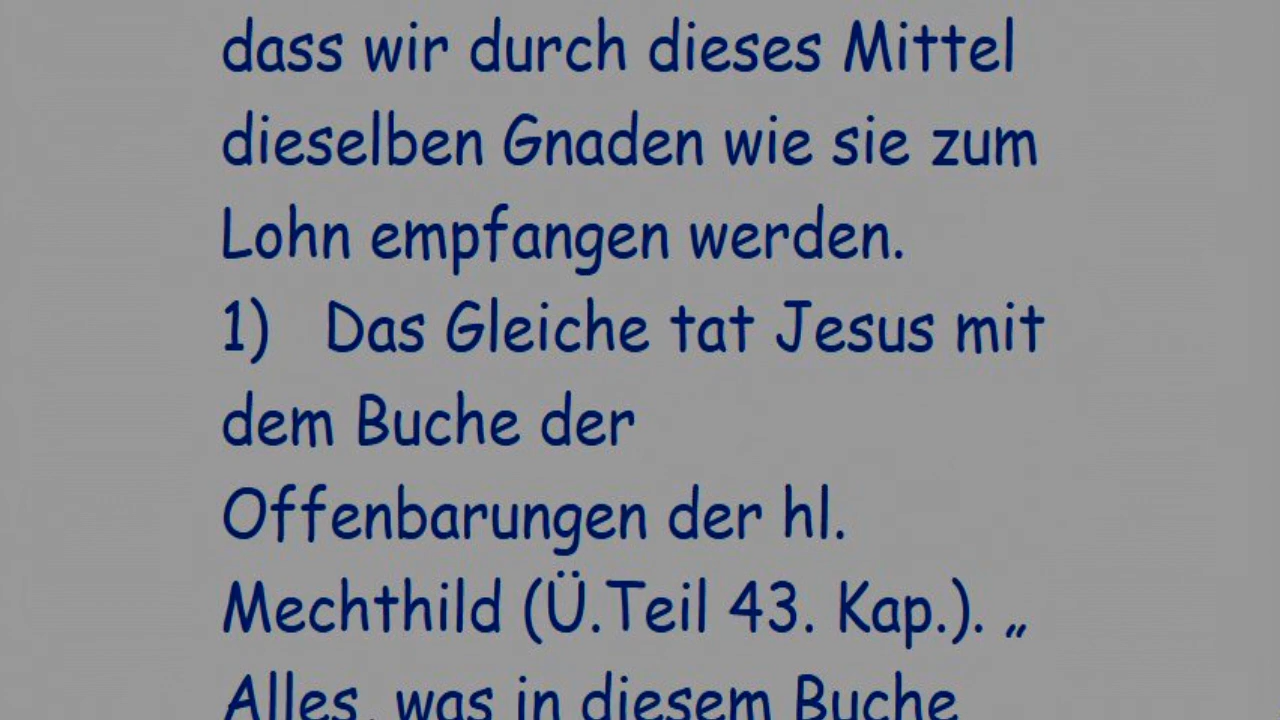 dass wir durch dieses Mittel
dieselben Gnaden wie sie zum
Lohn empfangen werden.
1) Das Gleiche tat Jesus mit
dem Buche der
Offenbarungen der hl.
Mechthild (Ü.Teil 43. Kap.). „
Alles, was in diesem Buche